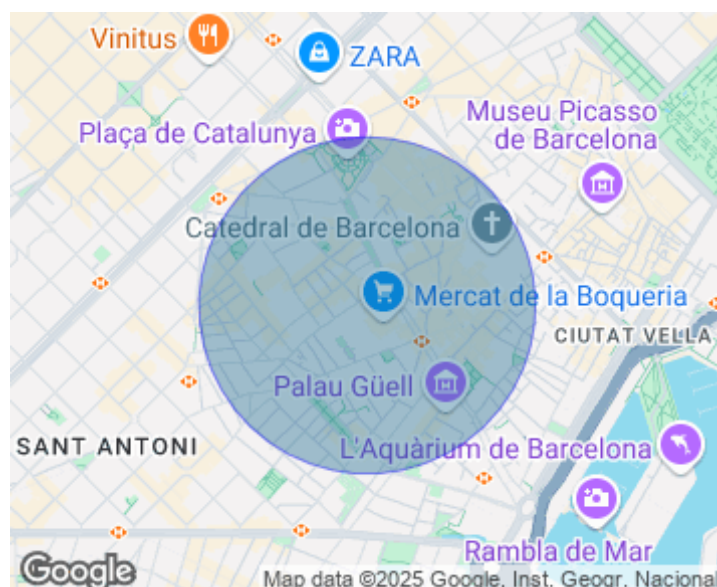 Vinitus
ZARA
Plaça de Catalunya
Museu Picasso
de Barcelona
Catedral de Barcelona
Mercat de la Boqueria
CIUTAT VELLA
Palau Güell
SANT ANTONI
L'Aquàrium de Barcelona
Rambla de Mar
Google
Map data ©2025 Google, Inst. Geogr. Nacional